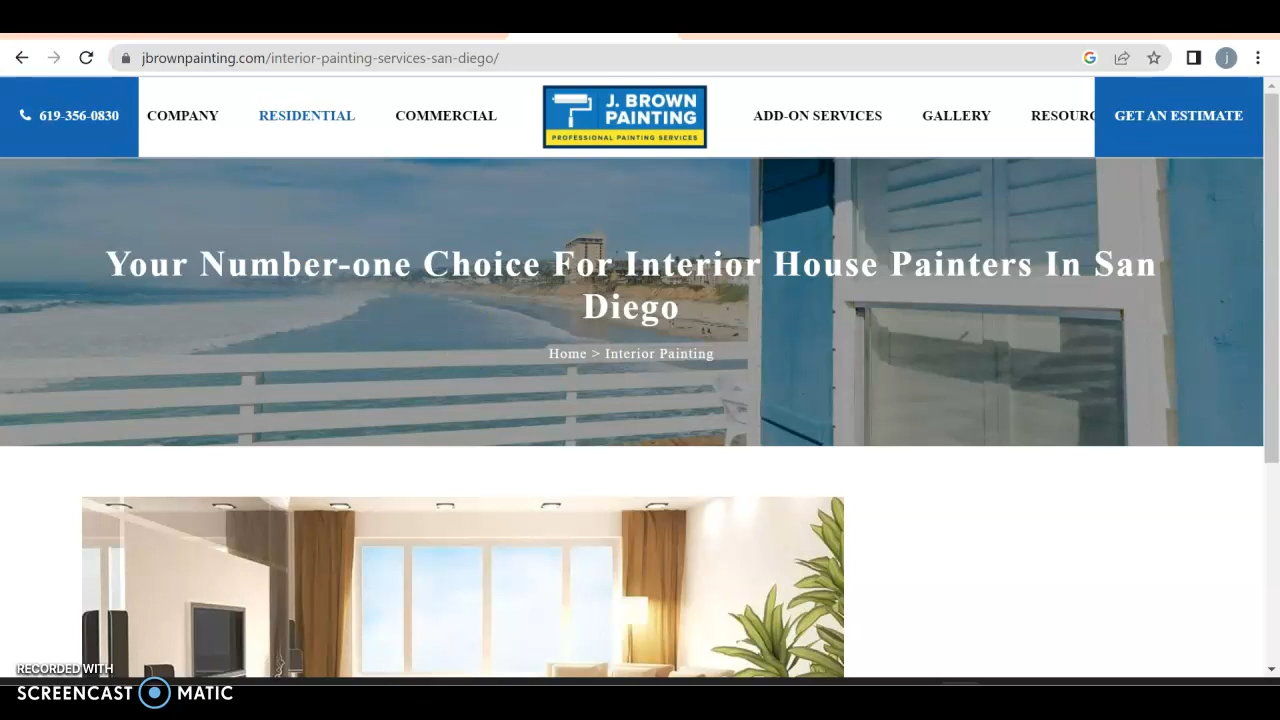 jbrownpainting.com/interior-painting-services-san-diego/
G
j
619-356-0830
COMPANY
RESIDENTIAL
COMMERCIAL
J. BROWN
PAINTING
PROFESSIONAL PAINTING SERVICES
ADD-ON SERVICES
GALLERY
RESOURC
GET AN ESTIMATE
Your Number-one Choice For Interior House Painters In San
Diego
Home > Interior Painting
RECORDED WITH
SCREENCAST MATIC